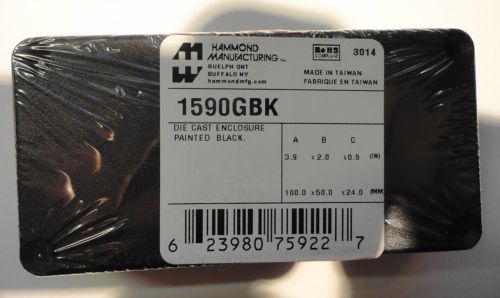 HAMMOND
MANUFACTURING
GUELPH ONT
BUFFALO NY
hammondmfg.com
RoHS
COMPLIANT
3014
MADE IN TAIWAN
FABRIQUE EN TAIWAN
1590GBK
DIE CAST ENCLOSURE
PAINTED BLACK.
A B C
3.9 x2.0 x0.9 (IN)
100.0 x50.0 x24.0 (MM)
6 23980 75922 7